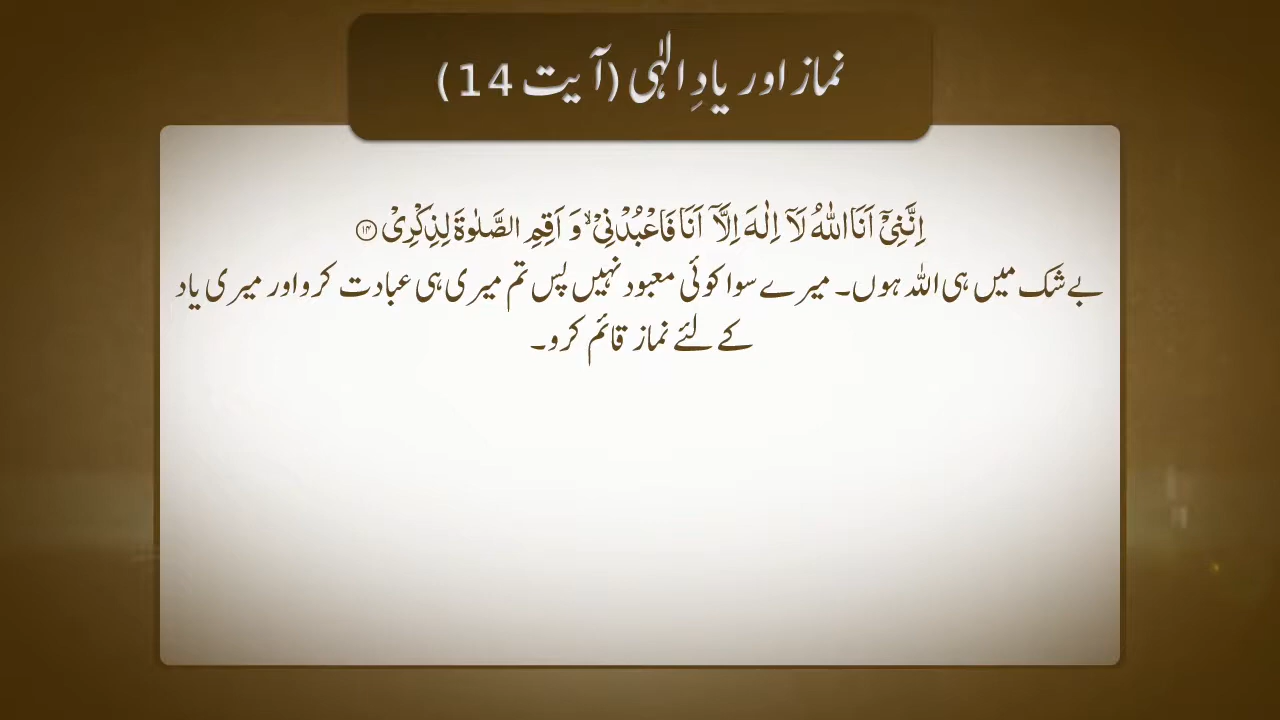 نماز اور یادِ الٰہی (آیت 14)
اِنَّنِیْۤ اَنَا اللّٰهُ لَاۤ اِلٰهَ اِلَّاۤ اَنَا فَاعْبُدْنِیْۙ وَ اَقِمِ الصَّلٰوةَ لِذِكْرِیْ ۝۱۴
بے شک میں ہی اللہ ہوں۔ میرے سوا کوئی معبود نہیں پس تم میری ہی عبادت کرو اور میری یاد
کے لئے نماز قائم کرو۔